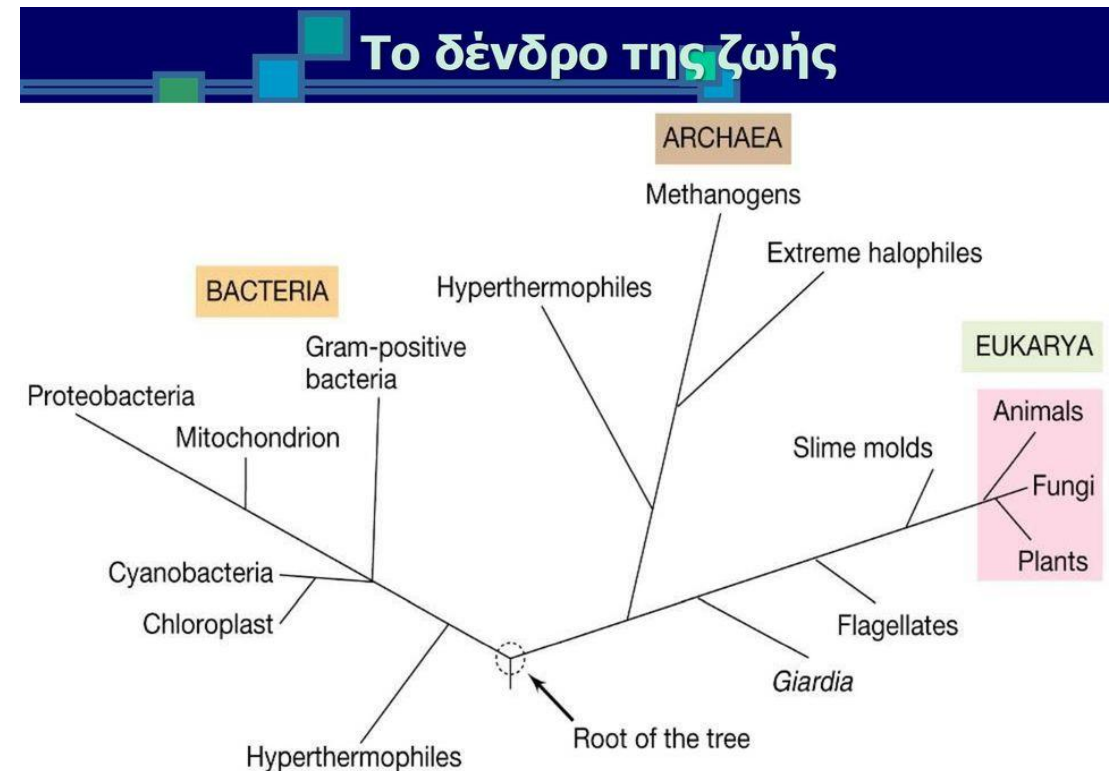 Το δένδρο της ζωής
ARCHAEA
Methanogens
Extreme halophiles
Hyperthermophiles
BACTERIA
Gram-positive
bacteria
EUKARYA
Proteobacteria
Mitochondrion
Animals
Slime molds
Fungi
Plants
Cyanobacteria
Chloroplast
Flagellates
Giardia
Root of the tree
Hyperthermophiles